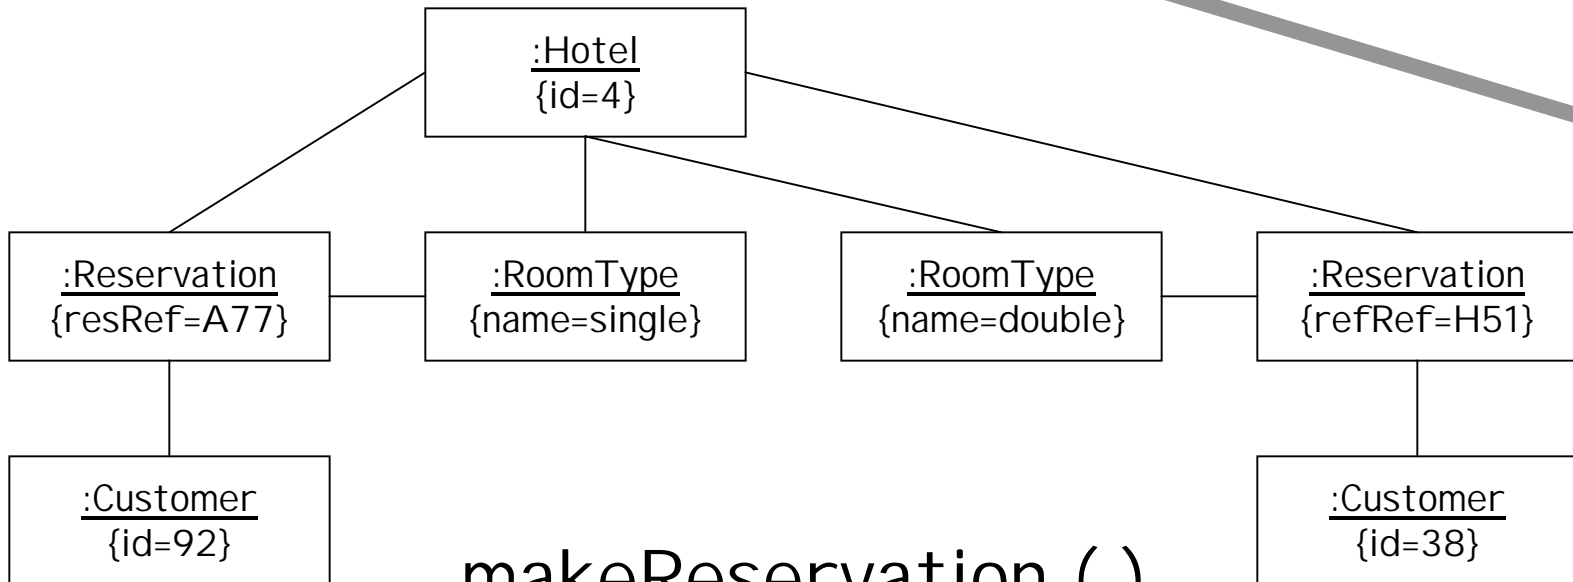 :Hotel
{id=4}
:Reservation
{resRef=A77}
:RoomType
{name=single}
:RoomType
{name=double}
:Reservation
{refRef=H51}
:Customer
{id=92}
:Customer
{id=38}
makeReservation ( )